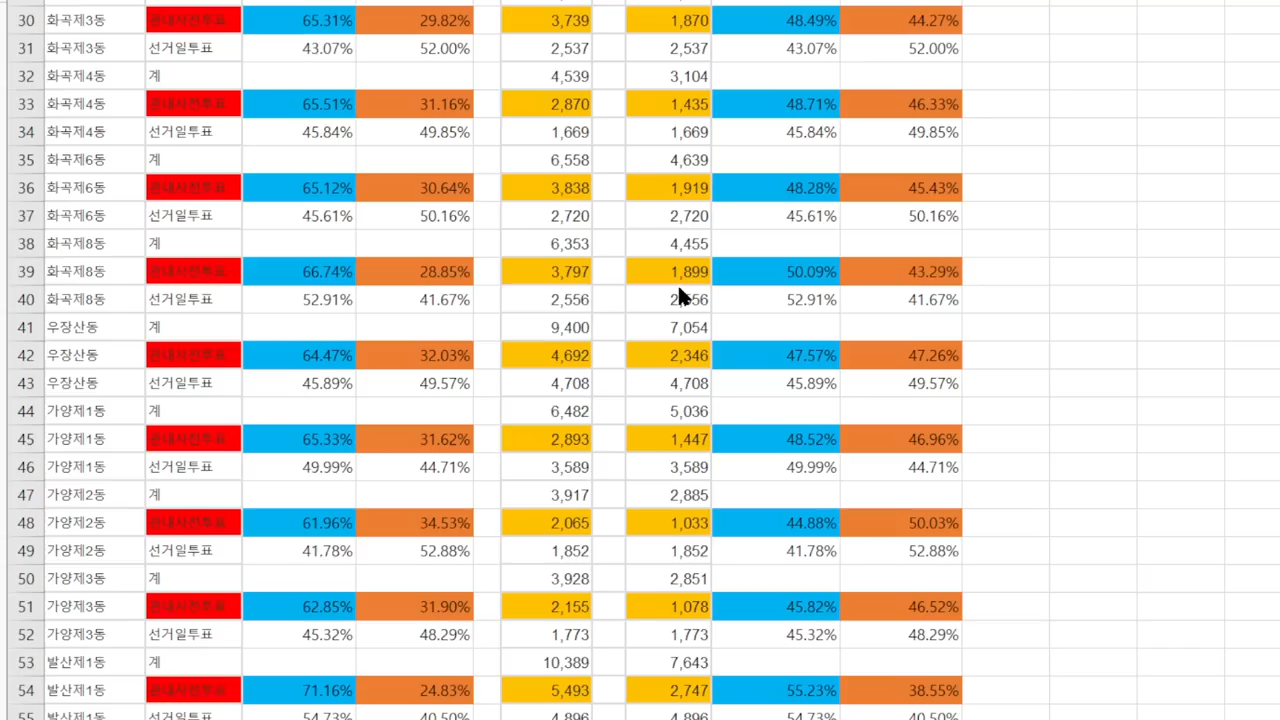 30 화곡제3동 관내사전투표 65.31% 29.82% 3,739 1,870 48.49% 44.27%
31 화곡제3동 선거일투표 43.07% 52.00% 2,537 2,537 43.07% 52.00%
32 화곡제4동 계 4,539 3,104
33 화곡제4동 관내사전투표 65.51% 31.16% 2,870 1,435 48.71% 46.33%
34 화곡제4동 선거일투표 45.84% 49.85% 1,669 1,669 45.84% 49.85%
35 화곡제6동 계 6,558 4,639
36 화곡제6동 관내사전투표 65.12% 30.64% 3,838 1,919 48.28% 45.43%
37 화곡제6동 선거일투표 45.61% 50.16% 2,720 2,720 45.61% 50.16%
38 화곡제8동 계 6,353 4,455
39 화곡제8동 관내사전투표 66.74% 28.85% 3,797 1,899 50.09% 43.29%
40 화곡제8동 선거일투표 52.91% 41.67% 2,556 52.91% 41.67%
41 우장산동 계 9,400 7,054
42 우장산동 관내사전투표 64.47% 32.03% 4,692 2,346 47.57% 47.26%
43 우장산동 선거일투표 45.89% 49.57% 4,708 4,708 45.89% 49.57%
44 가양제1동 계 6,482 5,036
45 가양제1동 관내사전투표 65.33% 31.62% 2,893 1,447 48.52% 46.96%
46 가양제1동 선거일투표 49.99% 44.71% 3,589 3,589 49.99% 44.71%
47 가양제2동 계 3,917 2,885
48 가양제2동 관내사전투표 61.96% 34.53% 2,065 1,033 44.88% 50.03%
49 가양제2동 선거일투표 41.78% 52.88% 1,852 1,852 41.78% 52.88%
50 가양제3동 계 3,928 2,851
51 가양제3동 관내사전투표 62.85% 31.90% 2,155 1,078 45.82% 46.52%
52 가양제3동 선거일투표 45.32% 48.29% 1,773 1,773 45.32% 48.29%
53 발산제1동 계 10,389 7,643
54 발산제1동 관내사전투표 71.16% 24.83% 5,493 2,747 55.23% 38.55%
55 발산제1동 선거일투표 54.73% 40.50% 4,896 4,896 54.73% 40.50%